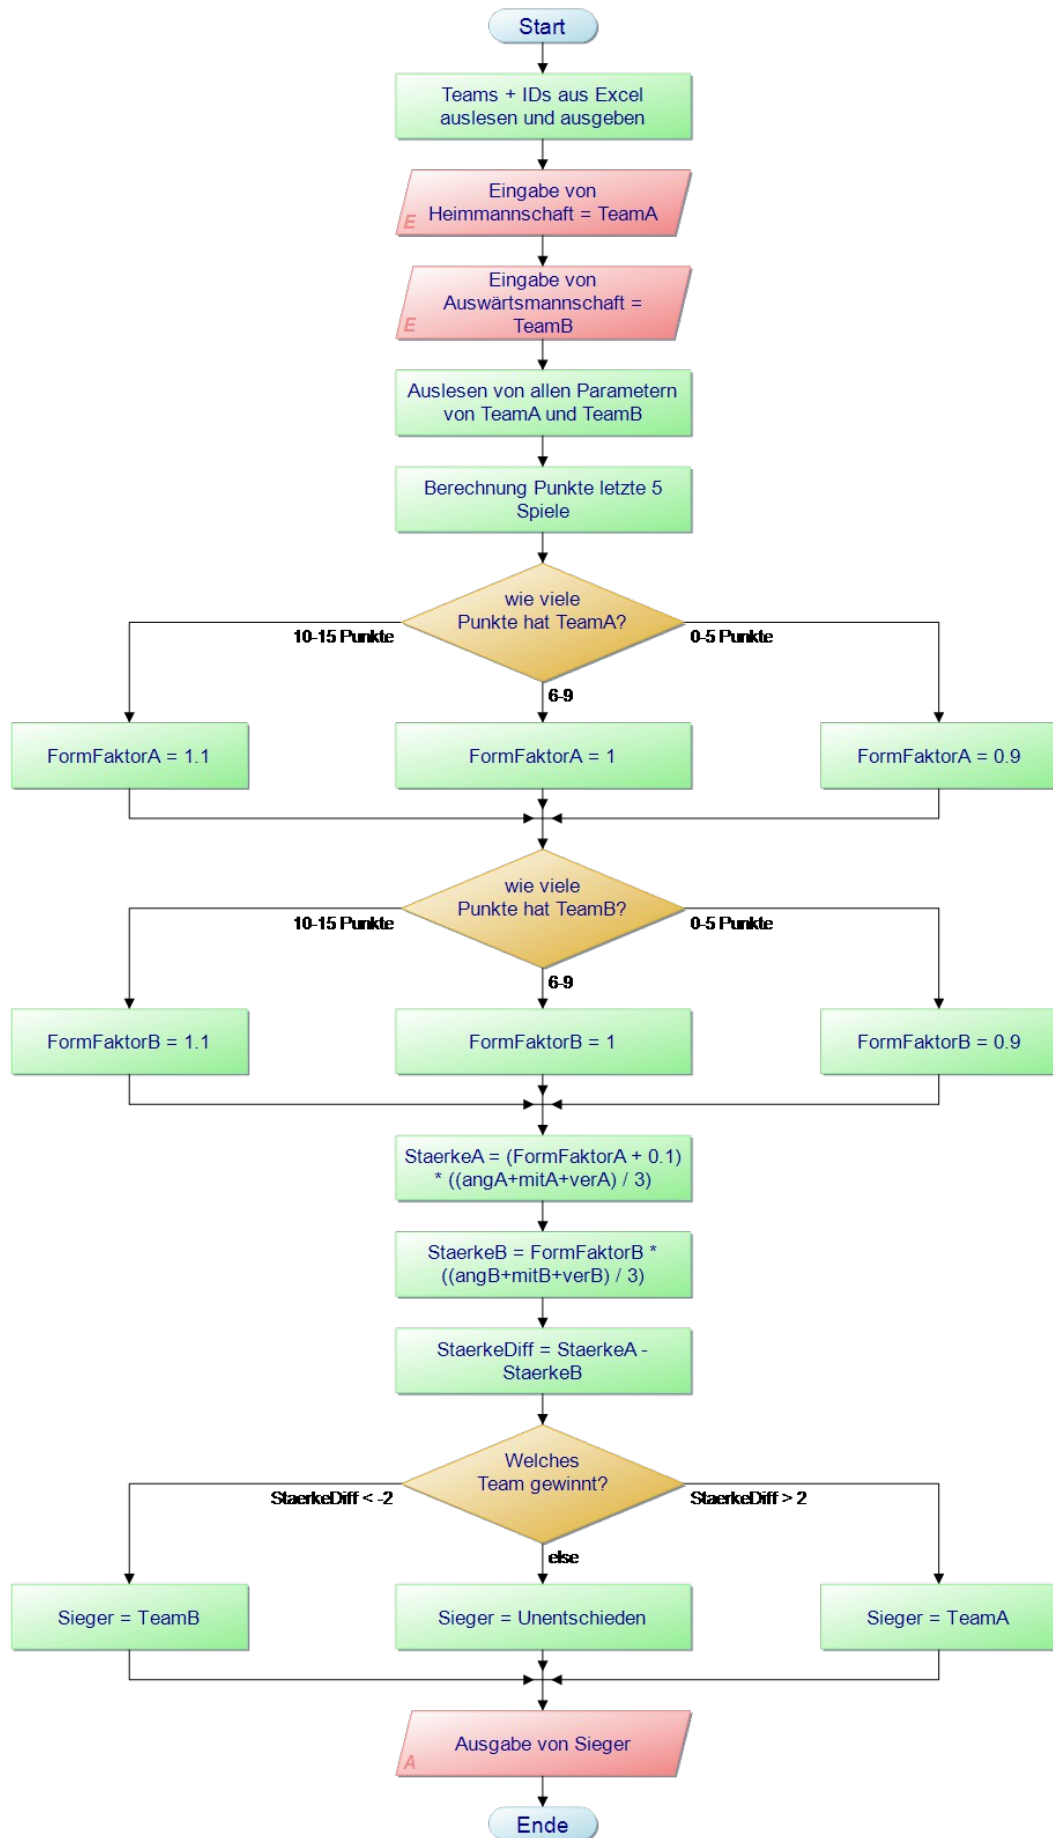 Start
Teams + IDs aus Excel
auslesen und ausgeben
Eingabe von
Heimmannschaft = TeamA
E
Eingabe von
Auswärtsmannschaft =
TeamB
E
Auslesen von allen Parametern
von TeamA und TeamB
Berechnung Punkte letzte 5
Spiele
wie viele
Punkte hat TeamA?
10-15 Punkte
0-5 Punkte
6-9
FormFaktorA = 1.1
FormFaktorA = 1
FormFaktorA = 0.9
wie viele
Punkte hat TeamB?
10-15 Punkte
0-5 Punkte
6-9
FormFaktorB = 1.1
FormFaktorB = 1
FormFaktorB = 0.9
StaerkeA = (FormFaktorA + 0.1)
* ((angA+mitA+verA) / 3)
StaerkeB = FormFaktorB *
((angB+mitB+verB) / 3)
StaerkeDiff = StaerkeA -
StaerkeB
Welches
Team gewinnt?
StaerkeDiff < -2
StaerkeDiff > 2
else
Sieger = TeamB
Sieger = Unentschieden
Sieger = TeamA
Ausgabe von Sieger
A
Ende